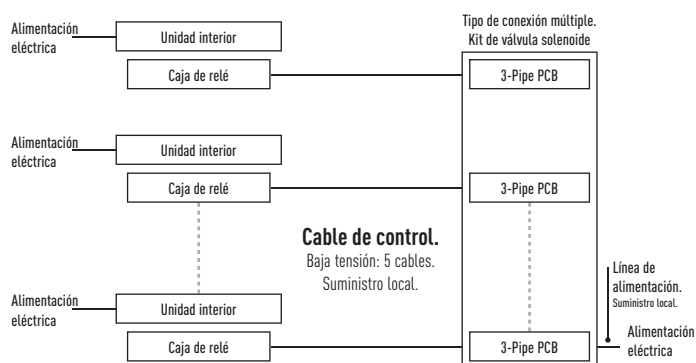 Tipo de conexión múltiple.
Kit de válvula solenoide
Alimentación
eléctrica
Unidad interior
Caja de relé
3-Pipe PCB
Alimentación
eléctrica
Unidad interior
Caja de relé
3-Pipe PCB
Cable de control.
Baja tensión: 5 cables.
Suministro local.
Línea de
alimentación.
Suministro local.
Alimentación
eléctrica
Unidad interior
Caja de relé
3-Pipe PCB
Alimentación
eléctrica